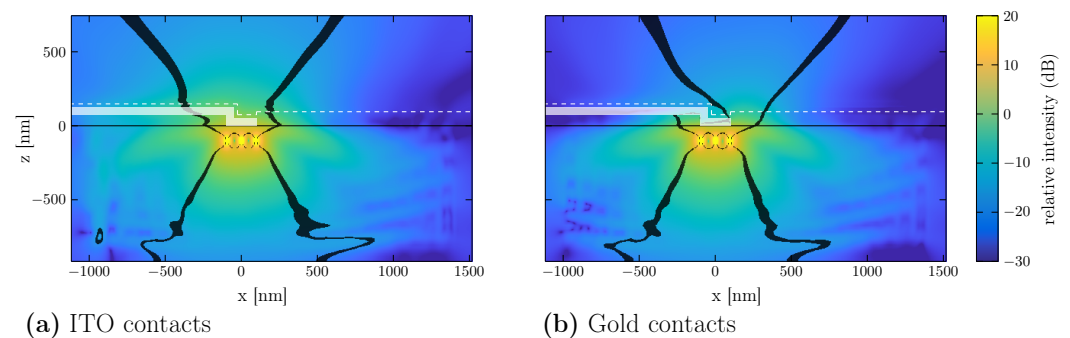 500
0
−500
z [nm]
−1000 −500 0 500 1000 1500
x [nm]
(a) ITO contacts
−1000 −500 0 500 1000 1500
x [nm]
(b) Gold contacts
20
10
0
−10
−20
−30
relative intensity (dB)